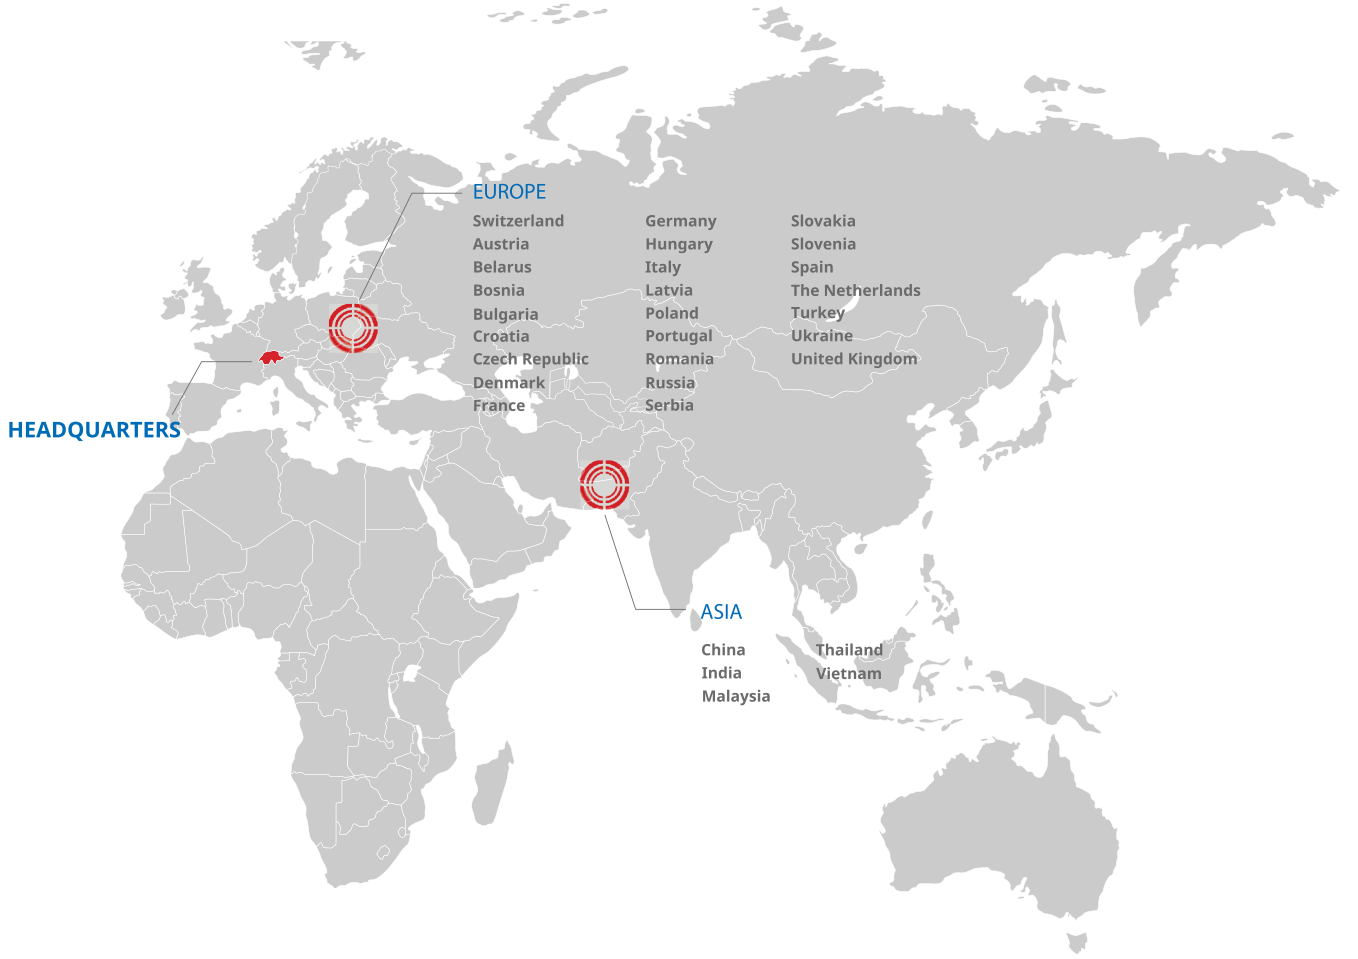 EUROPE
Switzerland
Austria
Belarus
Bosnia
Bulgaria
Croatia
Czech Republic
Denmark
France
Germany
Hungary
Italy
Latvia
Poland
Portugal
Romania
Russia
Serbia
Slovakia
Slovenia
Spain
The Netherlands
Turkey
Ukraine
United Kingdom
HEADQUARTERS
ASIA
China
India
Malaysia
Thailand
Vietnam